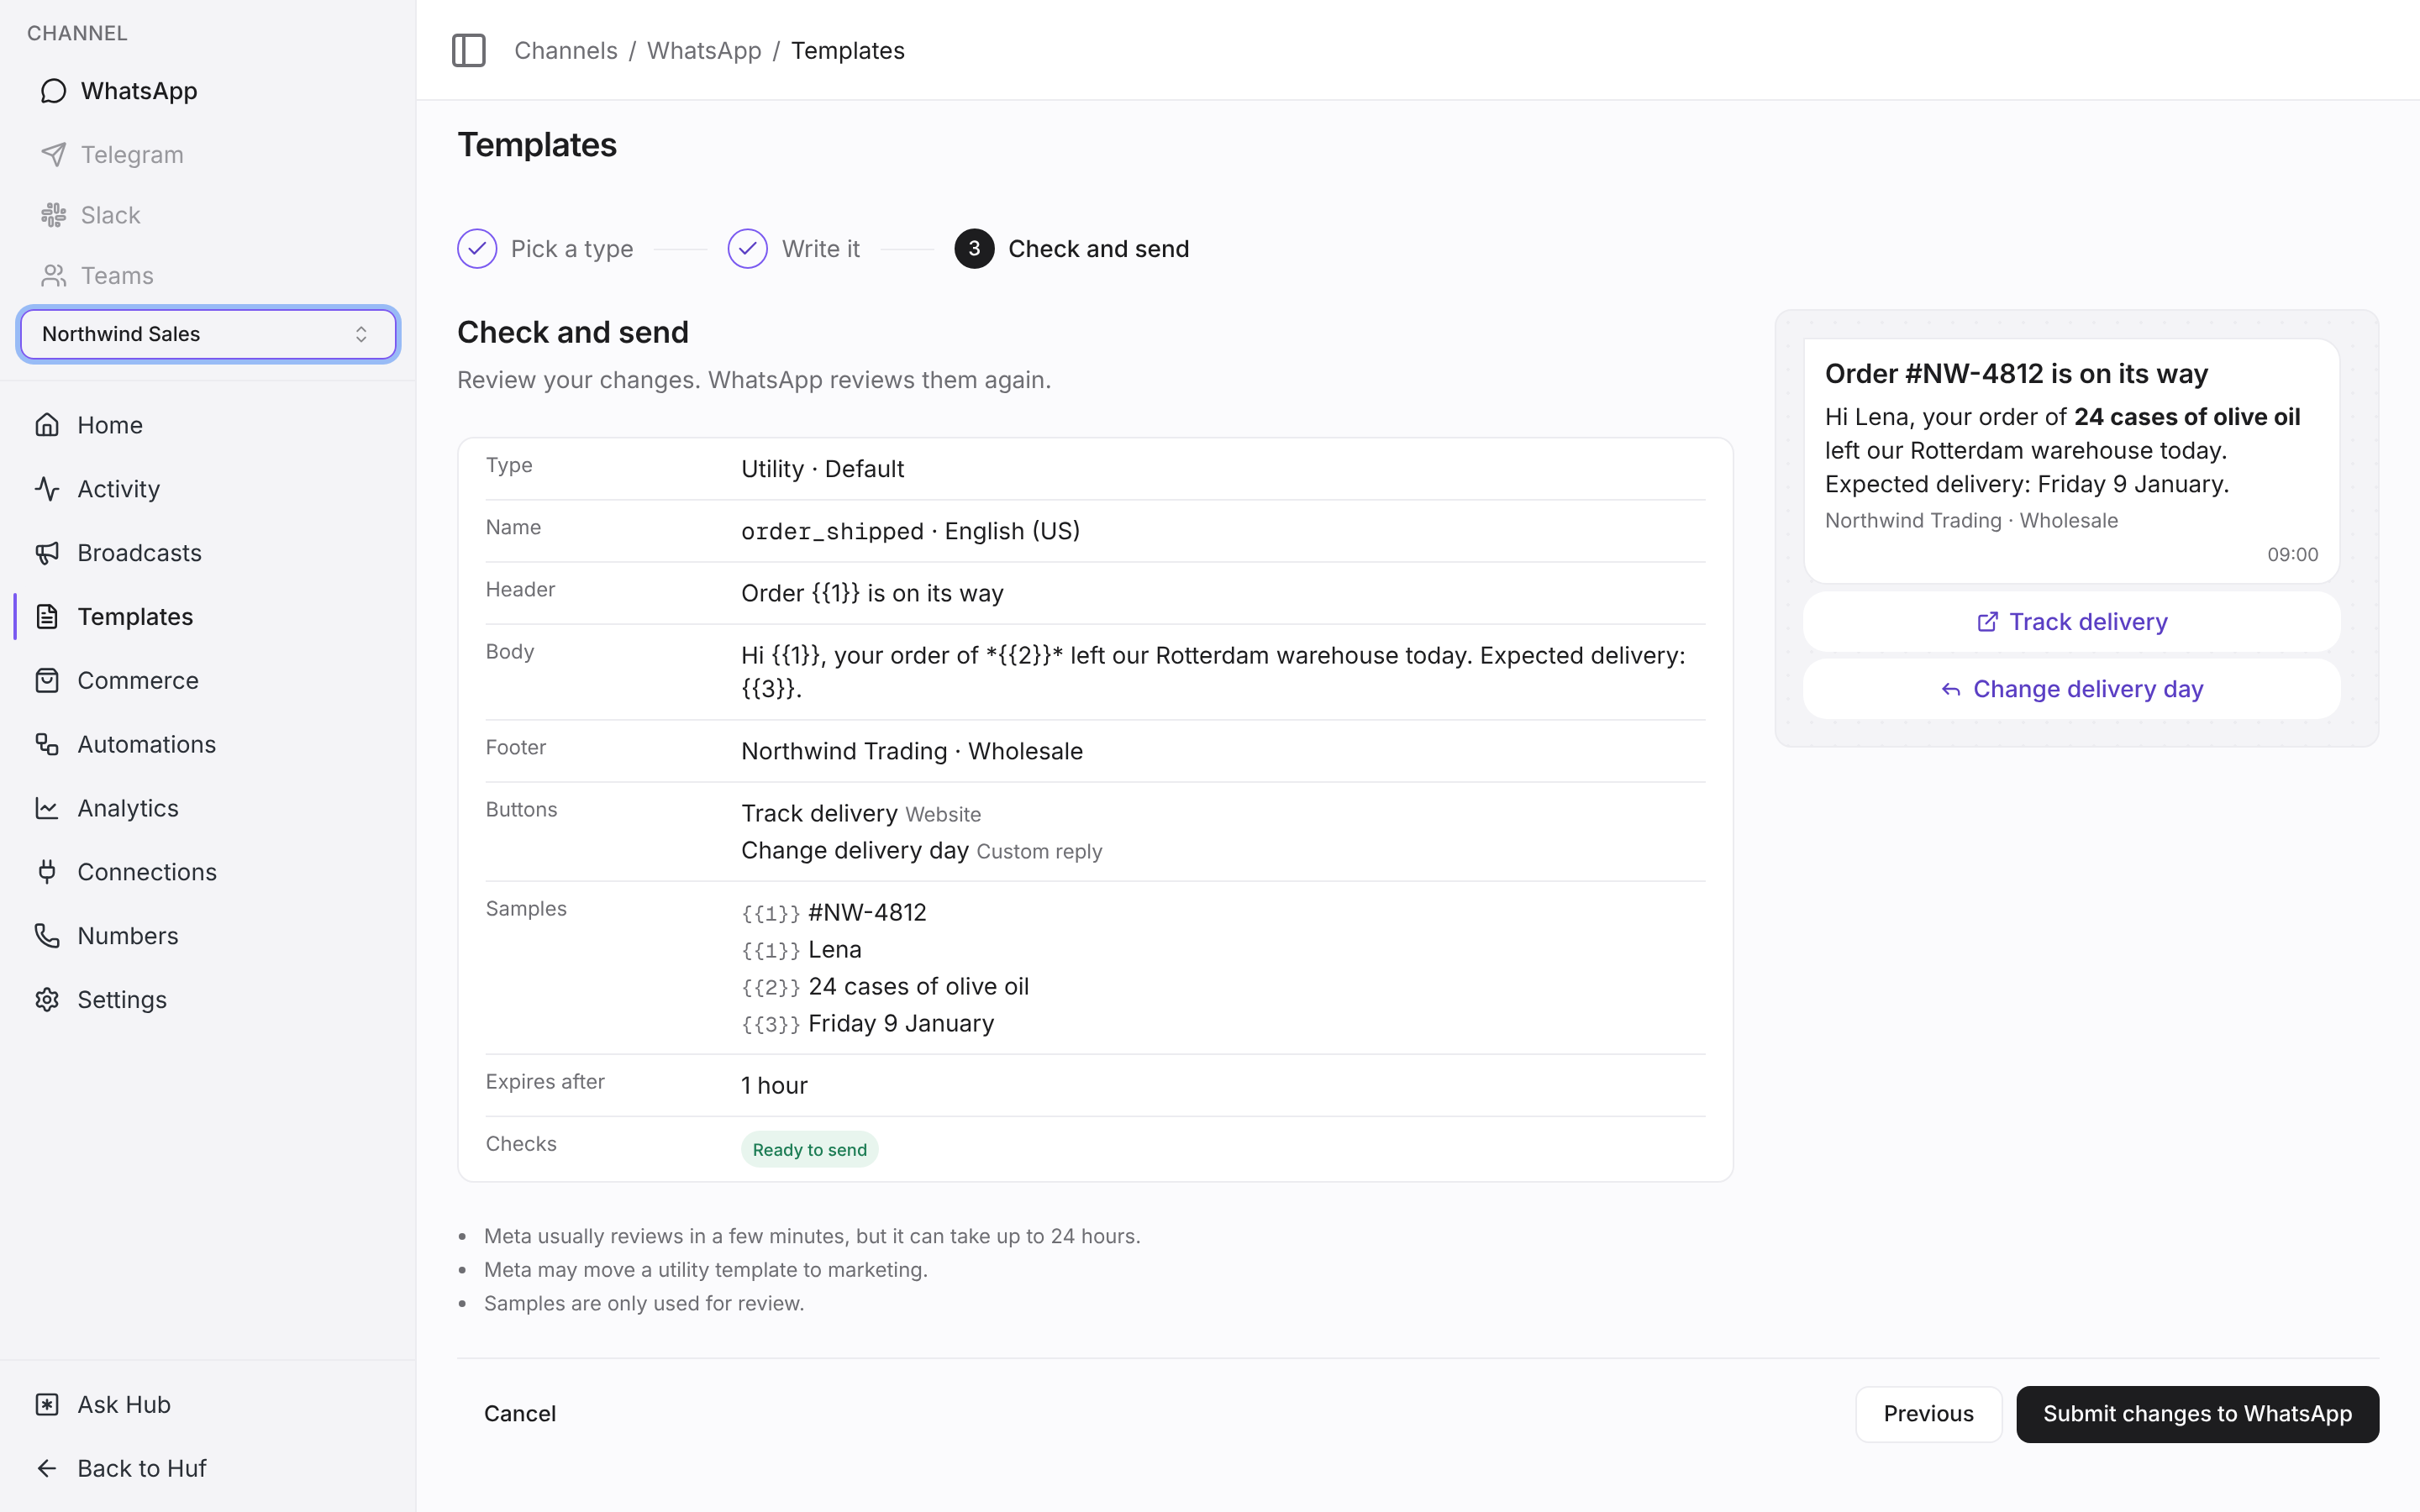 CHANNEL
WhatsApp
Telegram
Slack
Teams
Northwind Sales
Home
Activity
Broadcasts
Templates
Commerce
Automations
Analytics
Connections
Numbers
Settings
Ask Hub
Back to Huf
Channels / WhatsApp / Templates
Templates
Pick a type
Write it
3 Check and send
Check and send
Review your changes. WhatsApp reviews them again.
Type Utility · Default
Name order_shipped · English (US)
Header Order {{1}} is on its way
Body Hi {{1}}, your order of *{{2}}* left our Rotterdam warehouse today. Expected delivery:
{{3}}.
Footer Northwind Trading · Wholesale
Buttons Track delivery Website
Change delivery day Custom reply
Samples {{1}} #NW-4812
{{1}} Lena
{{2}} 24 cases of olive oil
{{3}} Friday 9 January
Expires after 1 hour
Checks Ready to send
Meta usually reviews in a few minutes, but it can take up to 24 hours.
Meta may move a utility template to marketing.
Samples are only used for review.
Order #NW-4812 is on its way
Hi Lena, your order of 24 cases of olive oil
left our Rotterdam warehouse today.
Expected delivery: Friday 9 January.
Northwind Trading · Wholesale
09:00
Track delivery
Change delivery day
Cancel
Previous
Submit changes to WhatsApp